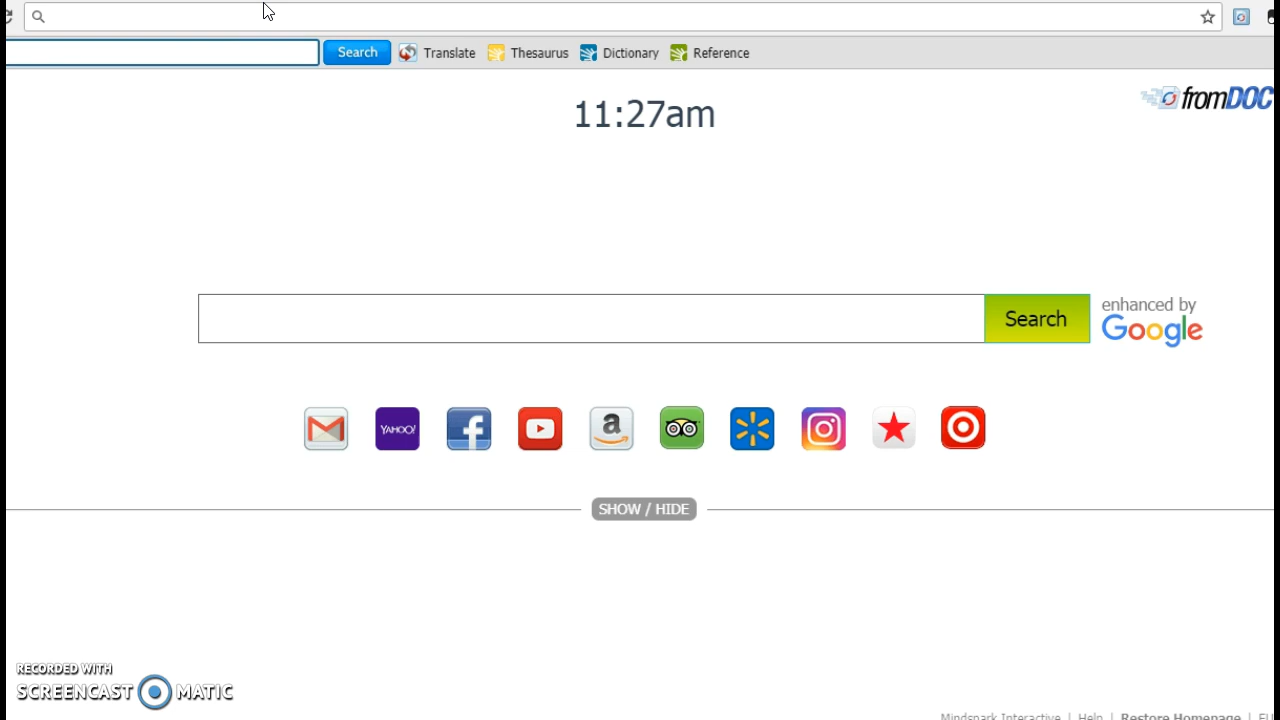 Search Translate Thesaurus Dictionary Reference
fromDOC
11:27am
Search
enhanced by
Google
YAHOO!
a
SHOW / HIDE
RECORDED WITH
SCREENCAST MATIC
Mindspark Interactive | Help | Restore Homepage |